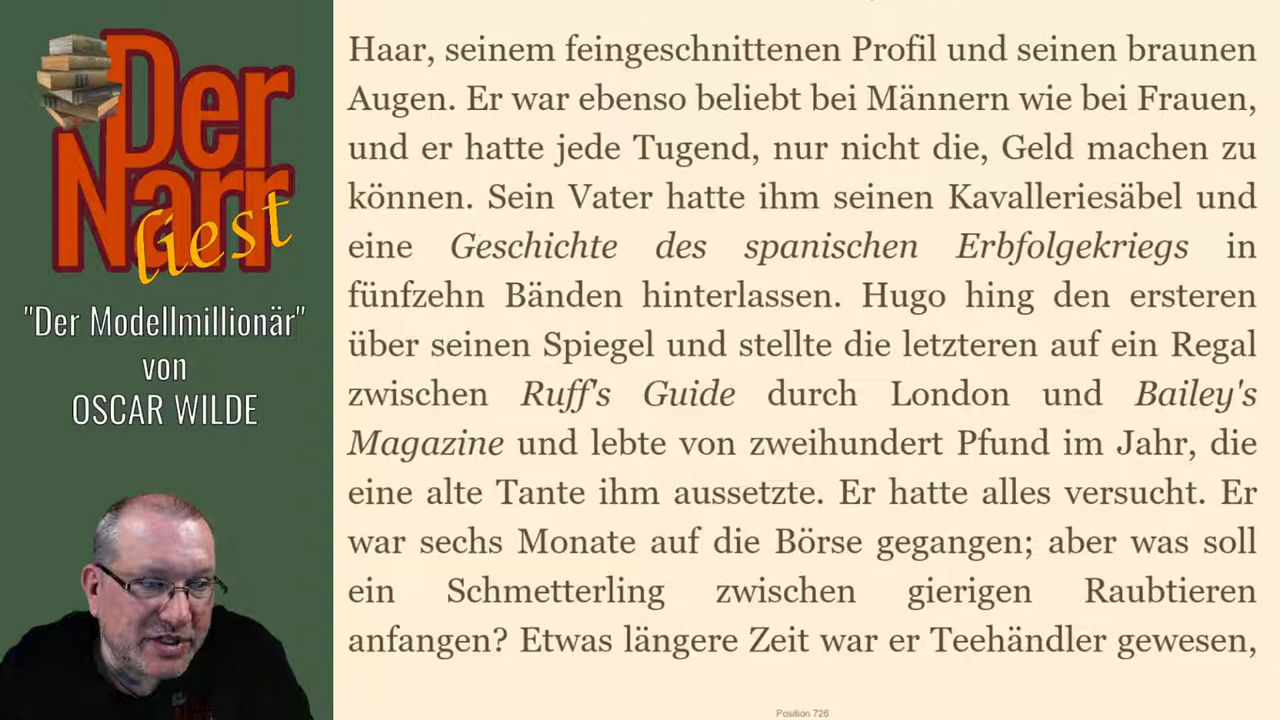 Der
Narr
liest
"Der Modellmillionär"
von
OSCAR WILDE
Haar, seinem feingeschnittenen Profil und seinen braunen
Augen. Er war ebenso beliebt bei Männern wie bei Frauen,
und er hatte jede Tugend, nur nicht die, Geld machen zu
können. Sein Vater hatte ihm seinen Kavalleriesäbel und
eine Geschichte des spanischen Erbfolgekriegs in
fünfzehn Bänden hinterlassen. Hugo hing den ersteren
über seinen Spiegel und stellte die letzteren auf ein Regal
zwischen Ruff's Guide durch London und Bailey's
Magazine und lebte von zweihundert Pfund im Jahr, die
eine alte Tante ihm aussetzte. Er hatte alles versucht. Er
war sechs Monate auf die Börse gegangen; aber was soll
ein Schmetterling zwischen gierigen Raubtieren
anfangen? Etwas längere Zeit war er Teehändler gewesen,
Position 726